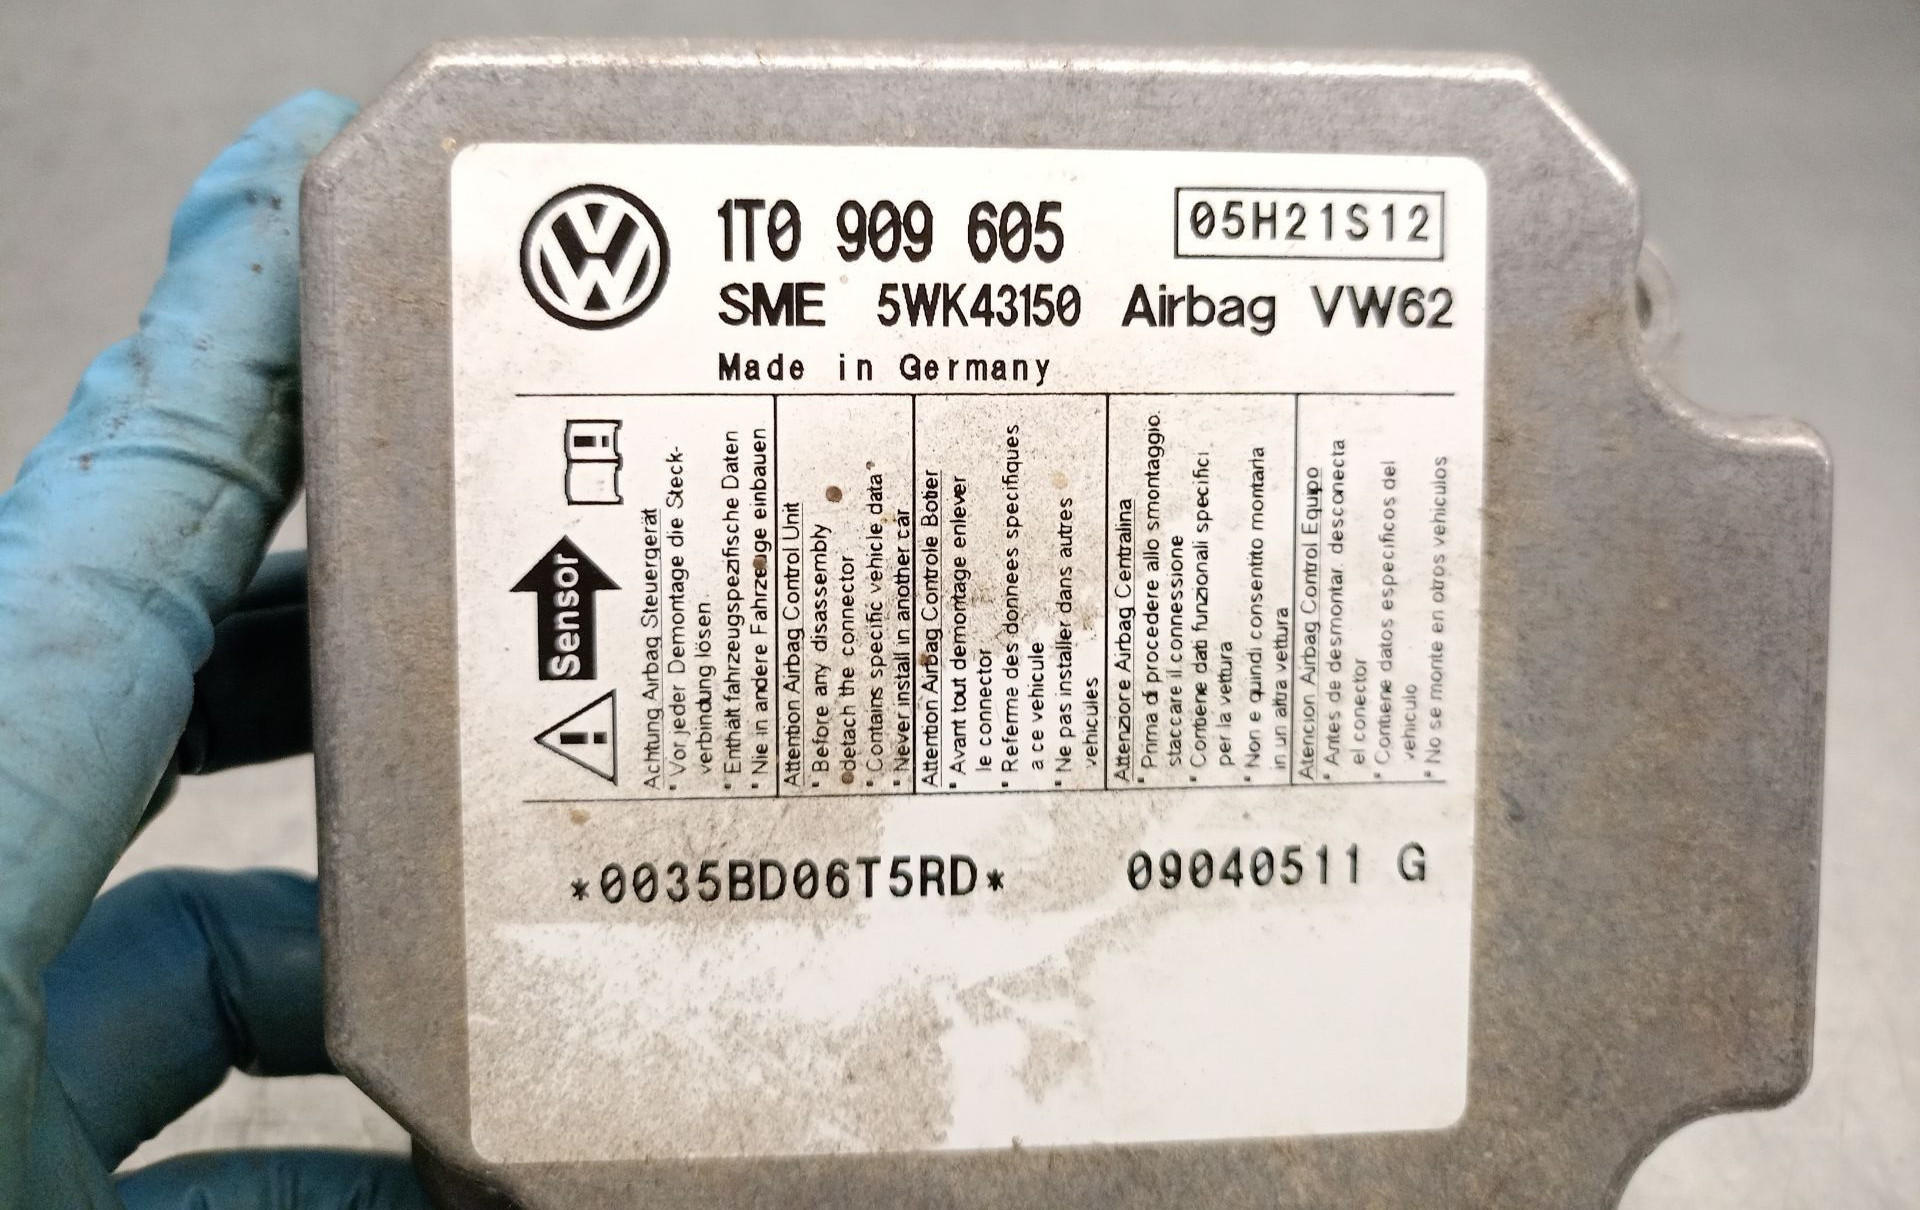 1T0 909 605
05H21S12
SME 5WK43150 Airbag VW62
Made in Germany
Sensor
Achtung Airbag Steuergerät
* Vor jeder Demontage die Steck-
verbindung lösen.
* Enthält fahrzeugspezifische Daten
* Nie in andere Fahrzeuge einbauen
Attention Airbag Control Unit
* Before any disassembly
detach the connector
* Contains specific vehicle data"
* Never install in another car
Attention Airbag Controle Botier
* Avant tout demontage enlever
le connector
* Referme des donnees specifiques
a ce vehicule
* Ne pas installer dans autres
vehicules
Attenzione Airbag Centralina
* Prima di procedere allo smontaggio.
staccare il connessione
* Contiene dati funzionali specifici
per la vettura
* Non e quindi consentito montarla
in un altra vettura
Atencion Airbag Control Equipo
* Antes de desmontar. desconecta
el conector
* Contiene datos especificos del
vehiculo
* No se monte en otros vehiculos
*0035BD06T5RD* 09040511 G